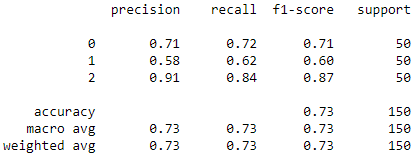 precision recall f1-score support
0 0.71 0.72 0.71 50
1 0.58 0.62 0.60 50
2 0.91 0.84 0.87 50
accuracy 0.73 150
macro avg 0.73 0.73 0.73 150
weighted avg 0.73 0.73 0.73 150